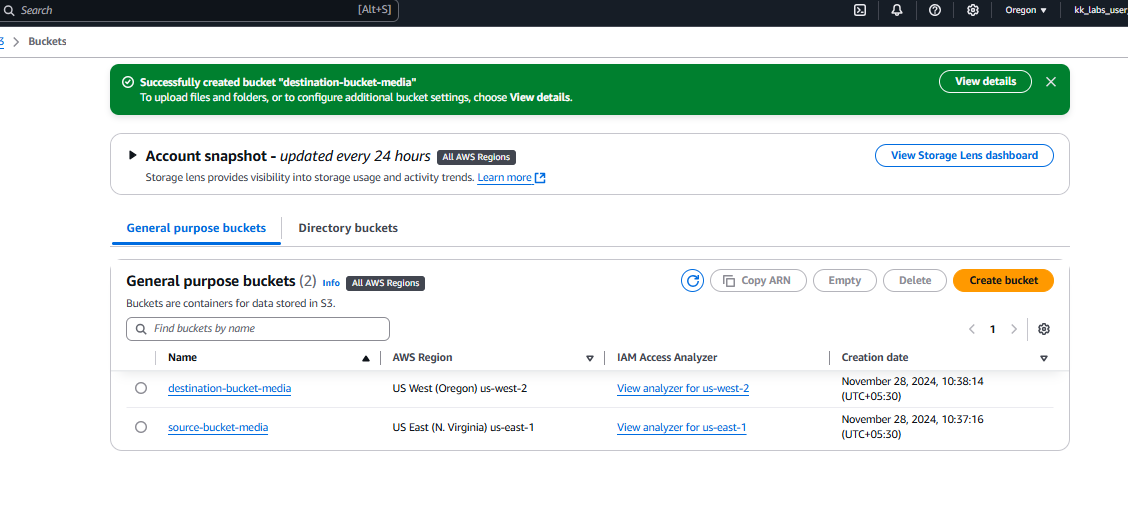 Search [Alt+S] Oregon kk_labs_user_
Buckets
Successfully created bucket "destination-bucket-media"
To upload files and folders, or to configure additional bucket settings, choose View details.
View details
Account snapshot - updated every 24 hours All AWS Regions
Storage lens provides visibility into storage usage and activity trends. Learn more
View Storage Lens dashboard
General purpose buckets Directory buckets
General purpose buckets (2) Info All AWS Regions
Copy ARN Empty Delete Create bucket
Buckets are containers for data stored in S3.
Find buckets by name
1
Name AWS Region IAM Access Analyzer Creation date
destination-bucket-media US West (Oregon) us-west-2 View analyzer for us-west-2 November 28, 2024, 10:38:14
(UTC+05:30)
source-bucket-media US East (N. Virginia) us-east-1 View analyzer for us-east-1 November 28, 2024, 10:37:16
(UTC+05:30)